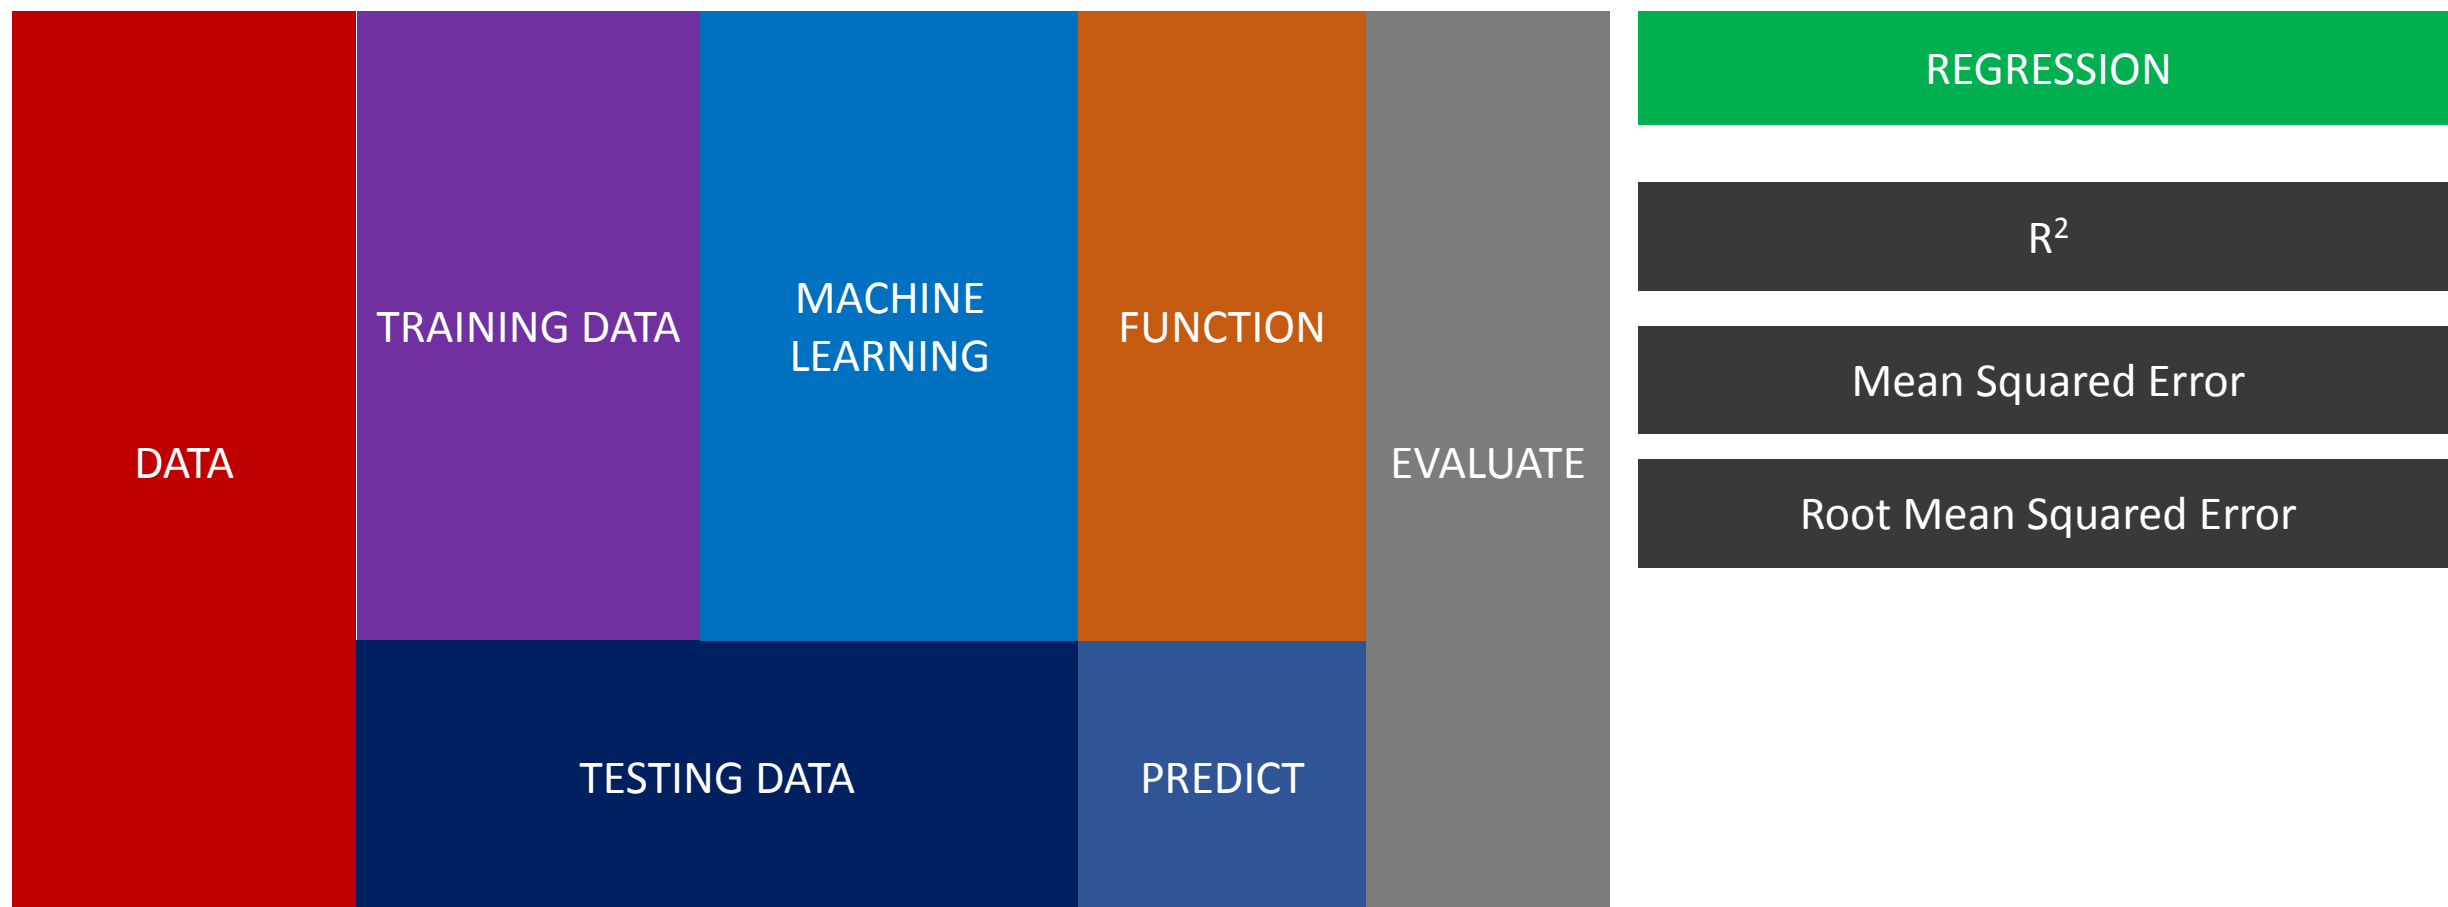 DATA
TRAINING DATA
MACHINE
LEARNING
FUNCTION
TESTING DATA
PREDICT
EVALUATE
REGRESSION
R²
Mean Squared Error
Root Mean Squared Error